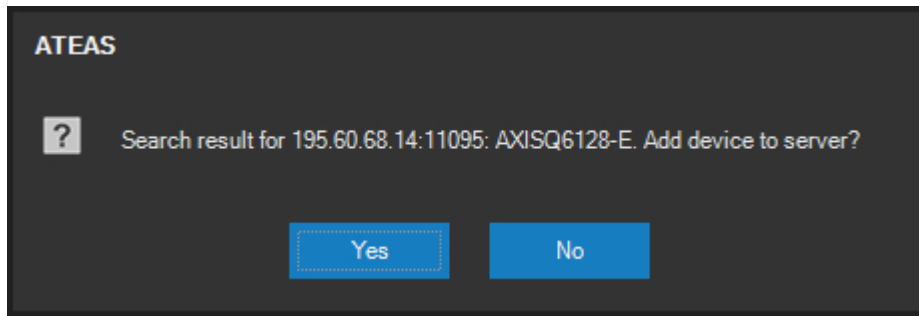 ATEAS
? Search result for 195.60.68.14:11095: AXISQ6128-E. Add device to server?
Yes No